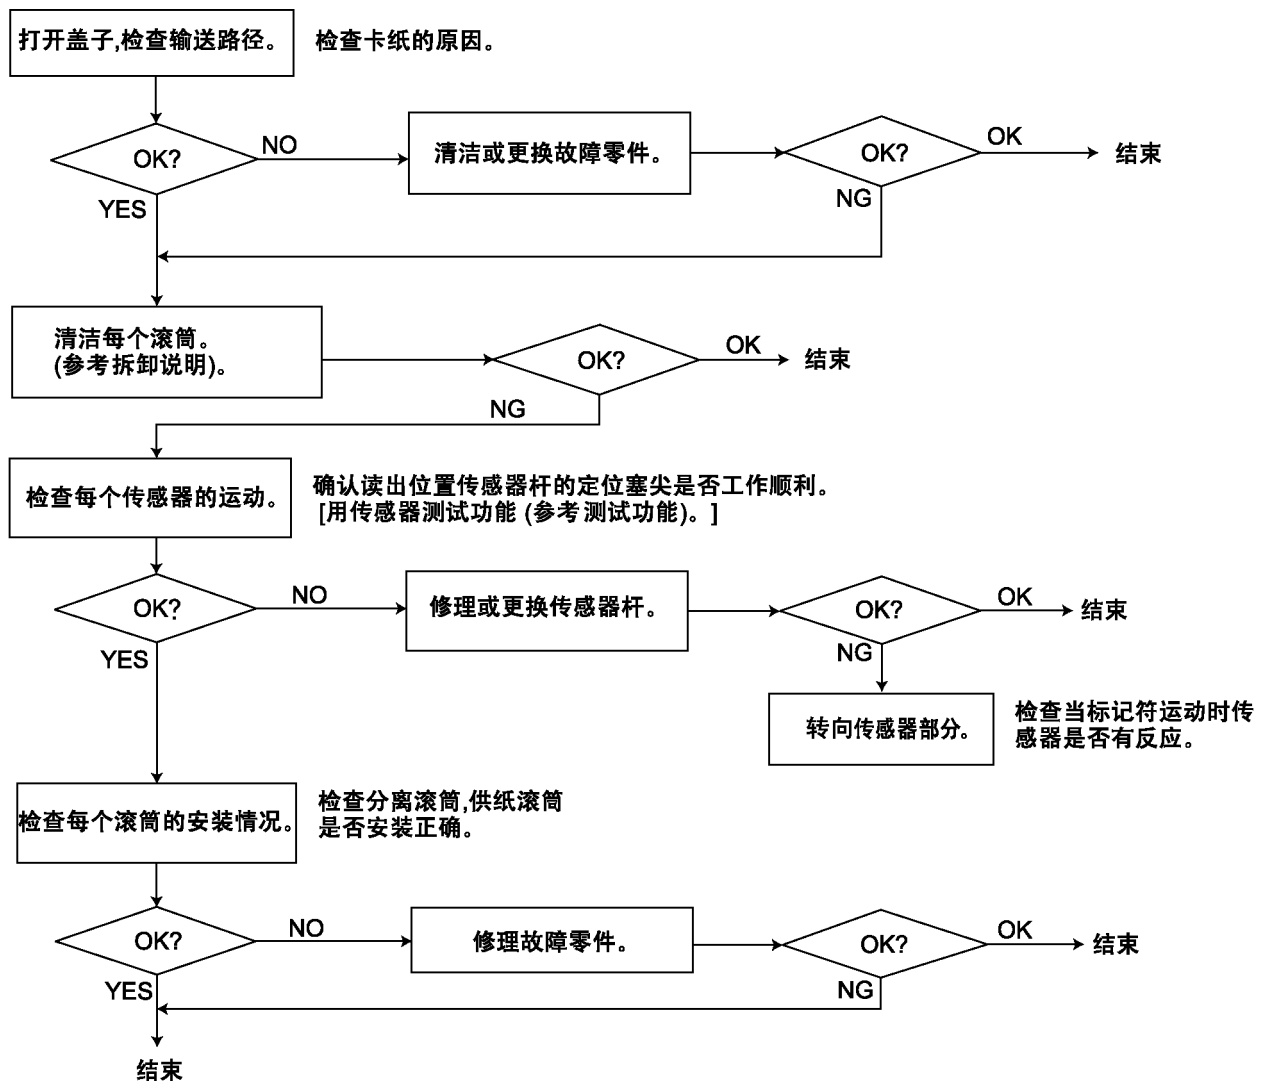 打开盖子,检查输送路径。
检查卡纸的原因。
OK?
NO
清洁或更换故障零件。
OK?
OK
结束
YES
NG
清洁每个滚筒。
(参考拆卸说明)。
OK?
OK
结束
NG
检查每个传感器的运动。
确认读出位置传感器杆的定位塞尖是否工作顺利。
[用传感器测试功能 (参考测试功能)。]
OK?
NO
修理或更换传感器杆。
OK?
OK
结束
YES
NG
转向传感器部分。
检查当标记符运动时传
感器是否有反应。
检查每个滚筒的安装情况。
检查分离滚筒,供纸滚筒
是否安装正确。
OK?
NO
修理故障零件。
OK?
OK
结束
YES
NG
结束